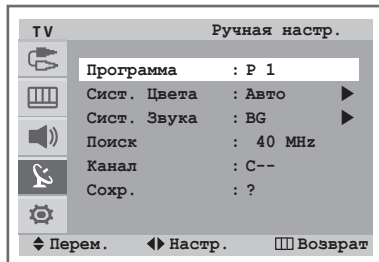 TV Ручная настр.
Программа : P 1
Сист. Цвета : Авто
Сист. Звука : BG
Поиск : 40 MHz
Канал : C--
Сохр. : ?
Перем. Настр. Возврат